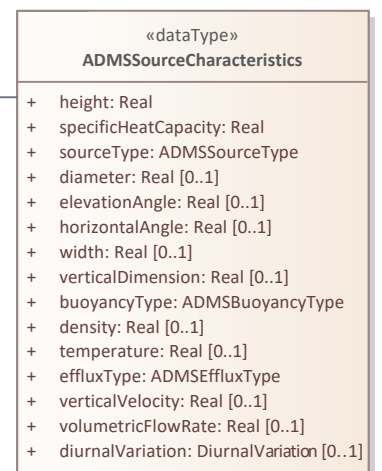 «dataType»
ADMSSourceCharacteristics
+ height: Real
+ specificHeatCapacity: Real
+ sourceType: ADMSSourceType
+ diameter: Real [0..1]
+ elevationAngle: Real [0..1]
+ horizontalAngle: Real [0..1]
+ width: Real [0..1]
+ verticalDimension: Real [0..1]
+ buoyancyType: ADMSBuoyancyType
+ density: Real [0..1]
+ temperature: Real [0..1]
+ effluxType: ADMSEffluxType
+ verticalVelocity: Real [0..1]
+ volumetricFlowRate: Real [0..1]
+ diurnalVariation: DiurnalVariation [0..1]